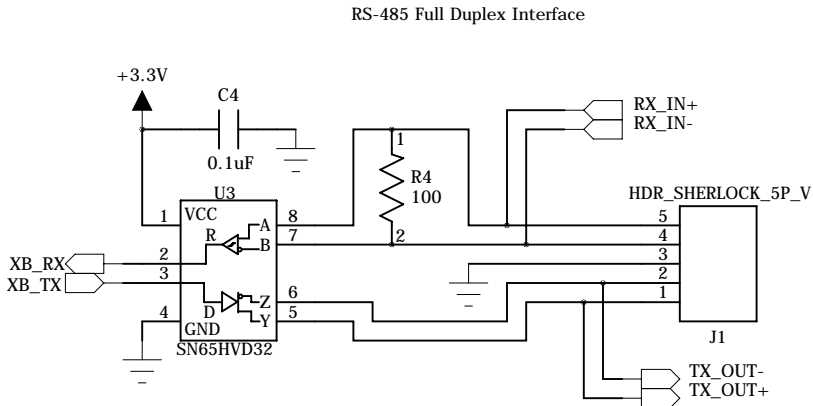 RS-485 Full Duplex Interface
+3.3V
C4
0.1uF
RX_IN+
RX_IN-
1
R4
100
2
HDR_SHERLOCK_5P_V
U3
1
VCC
R
A
8
B
7
5
4
3
2
1
XB_RX
2
XB_TX
3
D
Z
6
Y
5
4
GND
SN65HVD32
J1
TX_OUT-
TX_OUT+